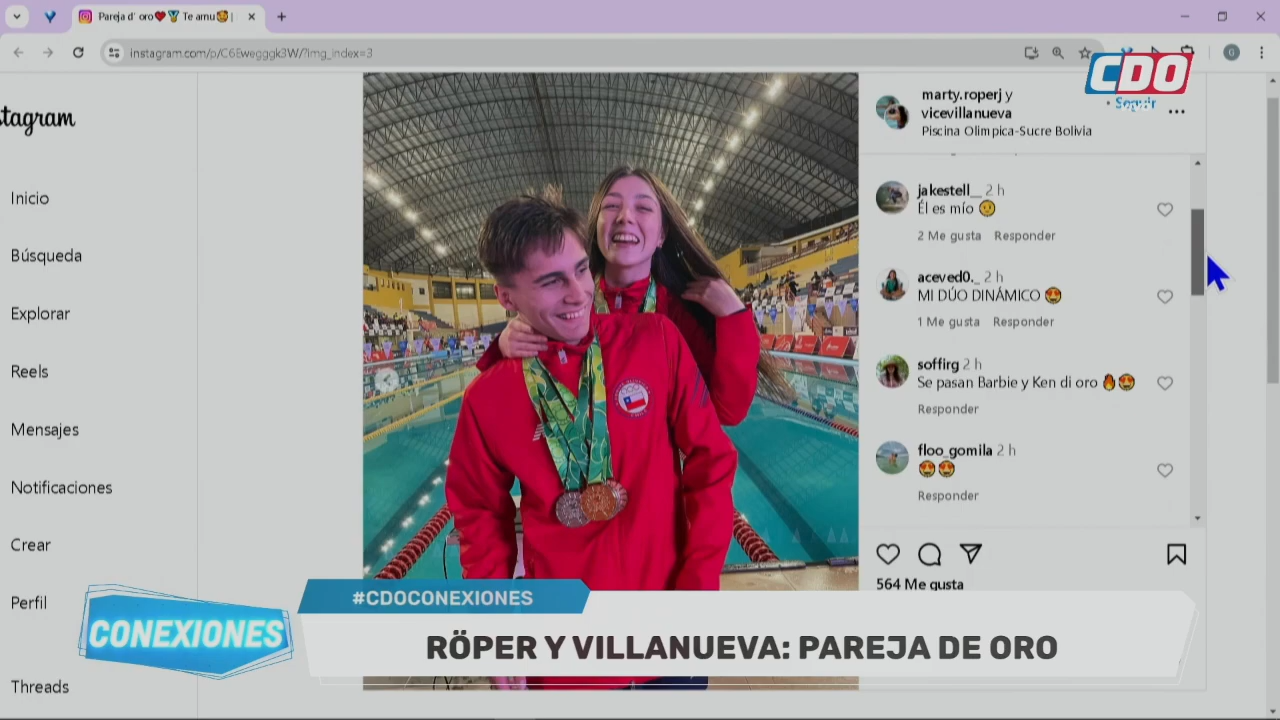 Pareja d' oro❤️🏅 Te amu🥰 |
instagram.com/p/C6Ewegggk3W/?img_index=3
CDO
stagram
Inicio
Búsqueda
Explorar
Reels
Mensajes
Notificaciones
Crear
Perfil
Threads
marty.roperj y
vicevillanueva
• Seguir
Piscina Olimpica-Sucre Bolivia
jakestell__ 2 h
Él es mío 🤨
2 Me gusta Responder
aceved0._ 2 h
MI DÚO DINÁMICO 😍
1 Me gusta Responder
soffirg 2 h
Se pasan Barbie y Ken di oro 🔥😍
Responder
floo_gomila 2 h
😍😍
Responder
564 Me gusta
#CDOCONEXIONES
CONEXIONES
RÖPER Y VILLANUEVA: PAREJA DE ORO